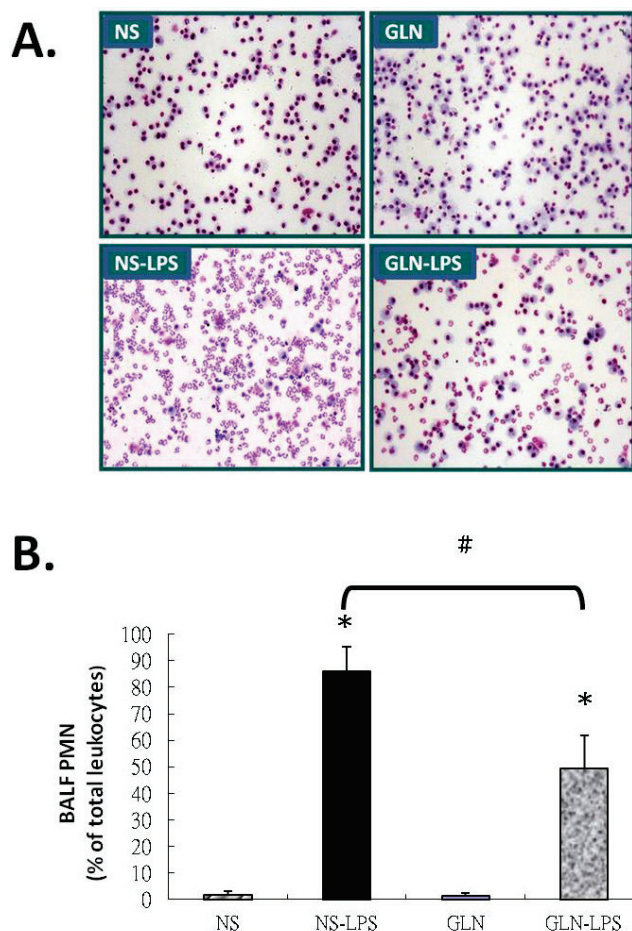 A.
NS
GLN
NS-LPS
GLN-LPS
B.
#
*
*
BALF PMN
(% of total leukocytes)
100
90
80
70
60
50
40
30
20
10
0
NS
NS-LPS
GLN
GLN-LPS